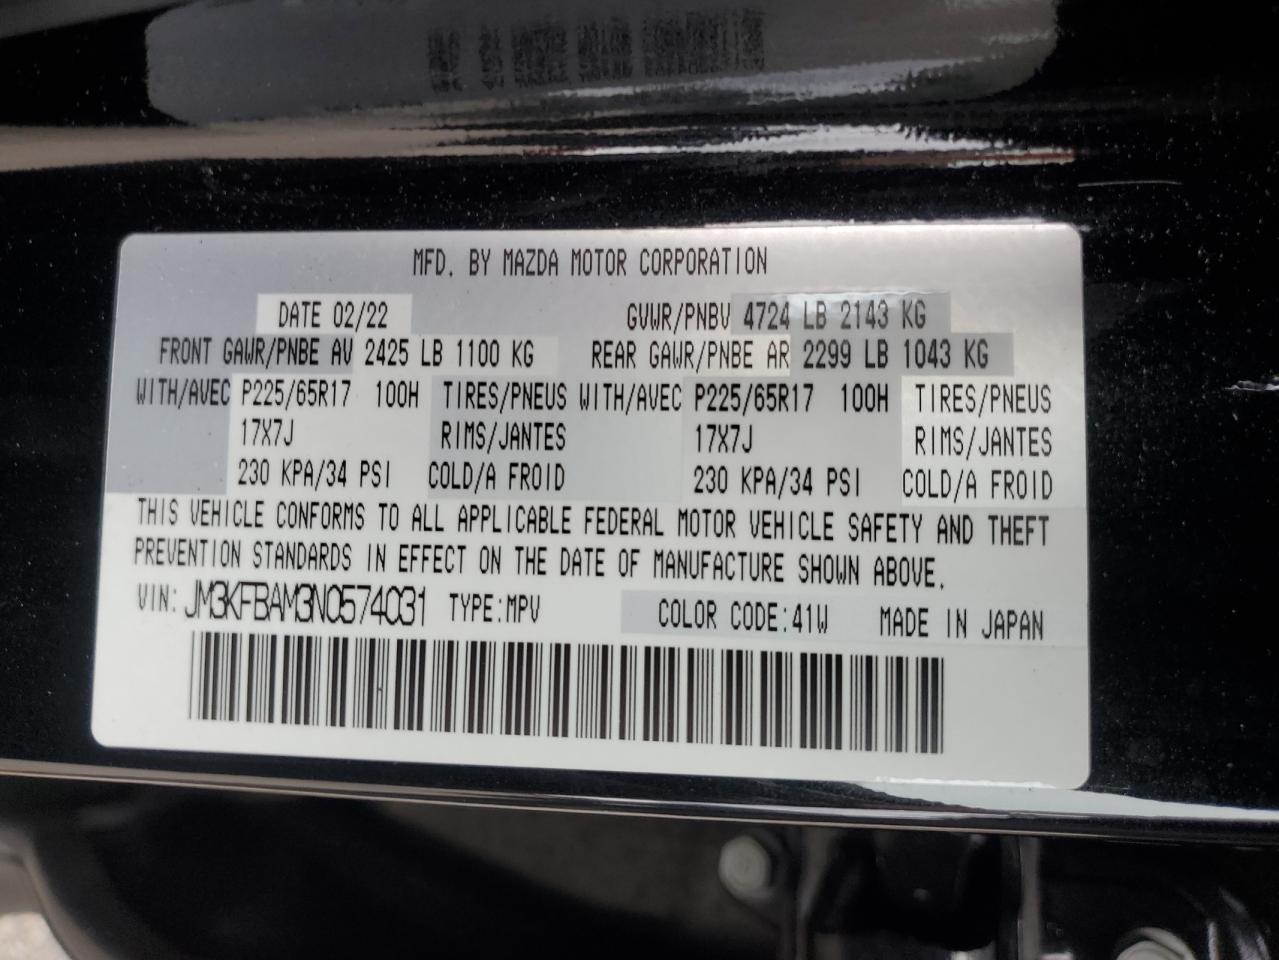 MFD. BY MAZDA MOTOR CORPORATION
DATE 02/22 GVWR/PNBV 4724 LB 2143 KG
FRONT GAWR/PNBE AV 2425 LB 1100 KG REAR GAWR/PNBE AR 2299 LB 1043 KG
WITH/AVEC P225/65R17 100H TIRES/PNEUS WITH/AVEC P225/65R17 100H TIRES/PNEUS
17X7J RIMS/JANTES 17X7J RIMS/JANTES
230 KPA/34 PSI COLD/A FROID 230 KPA/34 PSI COLD/A FROID
THIS VEHICLE CONFORMS TO ALL APPLICABLE FEDERAL MOTOR VEHICLE SAFETY AND THEFT
PREVENTION STANDARDS IN EFFECT ON THE DATE OF MANUFACTURE SHOWN ABOVE.
VIN: JM3KFBAM3N0574031 TYPE:MPV COLOR CODE:41W MADE IN JAPAN